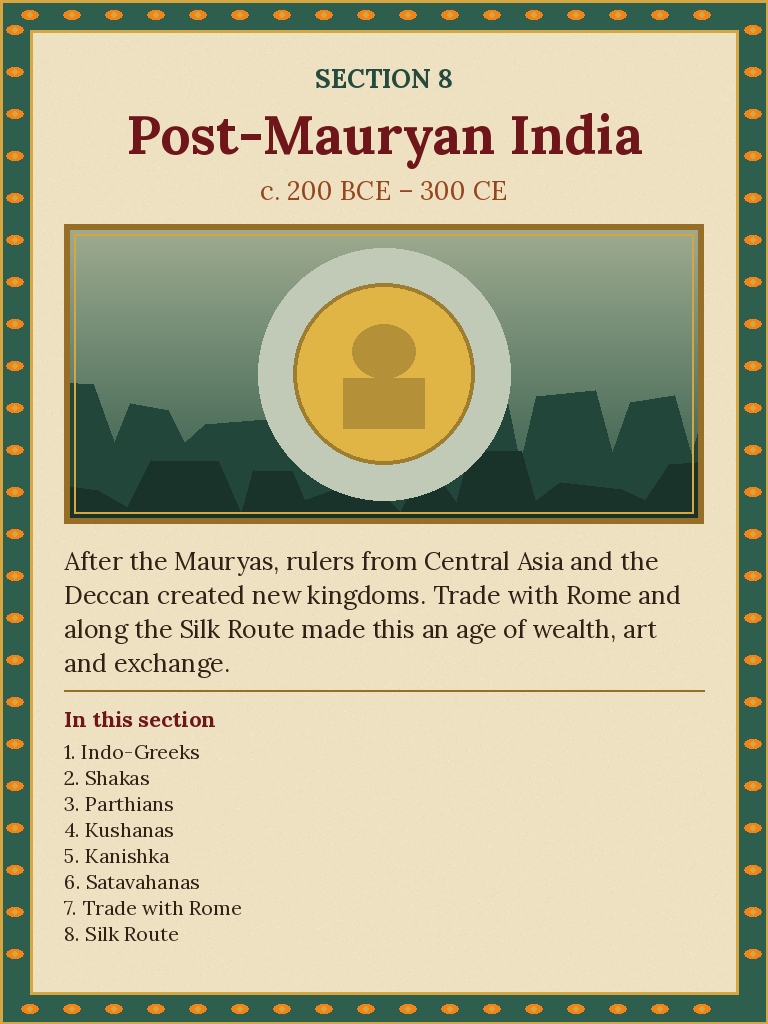 SECTION 8
Post-Mauryan India
c. 200 BCE – 300 CE
After the Mauryas, rulers from Central Asia and the
Deccan created new kingdoms. Trade with Rome and
along the Silk Route made this an age of wealth, art
and exchange.
In this section
1. Indo-Greeks
2. Shakas
3. Parthians
4. Kushanas
5. Kanishka
6. Satavahanas
7. Trade with Rome
8. Silk Route